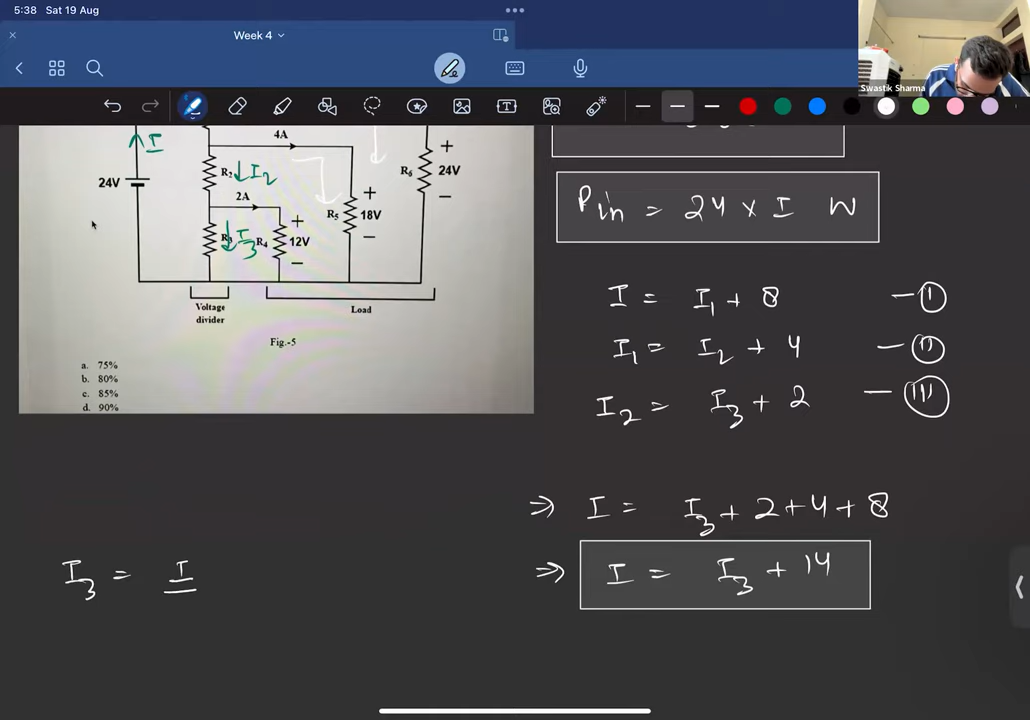 5:38 Sat 19 Aug
Week 4
Swastik Sharma
I
24V
4A
R₂ ↓ I₂
2A
R₃ ↓ I₃
R₄
+
12V
−
R₅
+
18V
−
R₆
+
24V
−
Voltage
divider
Load
Fig.-5
a. 75%
b. 80%
c. 85%
d. 90%
Pin = 24 × I W
I = I₁ + 8 — (I)
I₁ = I₂ + 4 — (II)
I₂ = I₃ + 2 — (III)
⇒ I = I₃ + 2 + 4 + 8
⇒ I = I₃ + 14
I₃ = I